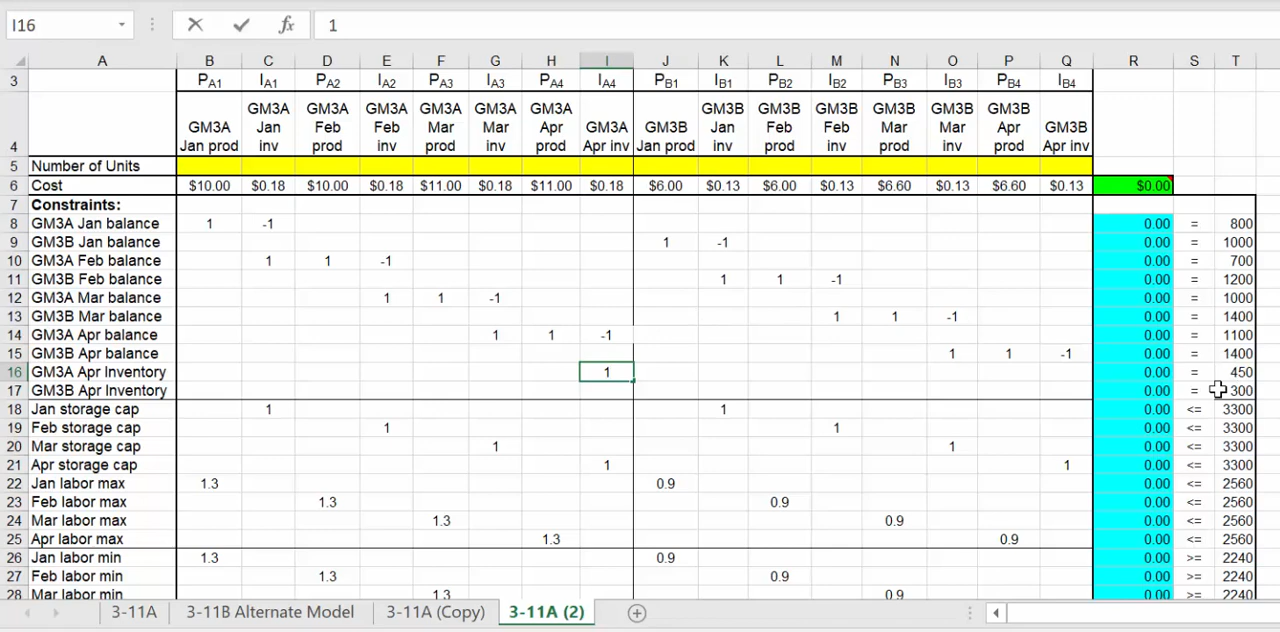 I16 fx 1
A B C D E F G H I J K L M N O P Q R S T
3 PA1 IA1 PA2 IA2 PA3 IA3 PA4 IA4 PB1 IB1 PB2 IB2 PB3 IB3 PB4 IB4
4 GM3A Jan prod GM3A Jan inv GM3A Feb prod GM3A Feb inv GM3A Mar prod GM3A Mar inv GM3A Apr prod GM3A Apr inv GM3B Jan prod GM3B Jan inv GM3B Feb prod GM3B Feb inv GM3B Mar prod GM3B Mar inv GM3B Apr prod GM3B Apr inv
5 Number of Units
6 Cost $10.00 $0.18 $10.00 $0.18 $11.00 $0.18 $11.00 $0.18 $6.00 $0.13 $6.00 $0.13 $6.60 $0.13 $6.60 $0.13 $0.00
7 Constraints:
8 GM3A Jan balance 1 -1 0.00 = 800
9 GM3B Jan balance 1 -1 0.00 = 1000
10 GM3A Feb balance 1 1 -1 0.00 = 700
11 GM3B Feb balance 1 1 -1 0.00 = 1200
12 GM3A Mar balance 1 1 -1 0.00 = 1000
13 GM3B Mar balance 1 1 -1 0.00 = 1400
14 GM3A Apr balance 1 1 -1 0.00 = 1100
15 GM3B Apr balance 1 1 -1 0.00 = 1400
16 GM3A Apr Inventory 1 0.00 = 450
17 GM3B Apr Inventory 0.00 = 300
18 Jan storage cap 1 1 0.00 <= 3300
19 Feb storage cap 1 1 0.00 <= 3300
20 Mar storage cap 1 1 0.00 <= 3300
21 Apr storage cap 1 1 0.00 <= 3300
22 Jan labor max 1.3 0.9 0.00 <= 2560
23 Feb labor max 1.3 0.9 0.00 <= 2560
24 Mar labor max 1.3 0.9 0.00 <= 2560
25 Apr labor max 1.3 0.9 0.00 <= 2560
26 Jan labor min 1.3 0.9 0.00 >= 2240
27 Feb labor min 1.3 0.9 0.00 >= 2240
28 Mar labor min 1.3 0.9 0.00 >= 2240
3-11A 3-11B Alternate Model 3-11A (Copy) 3-11A (2)